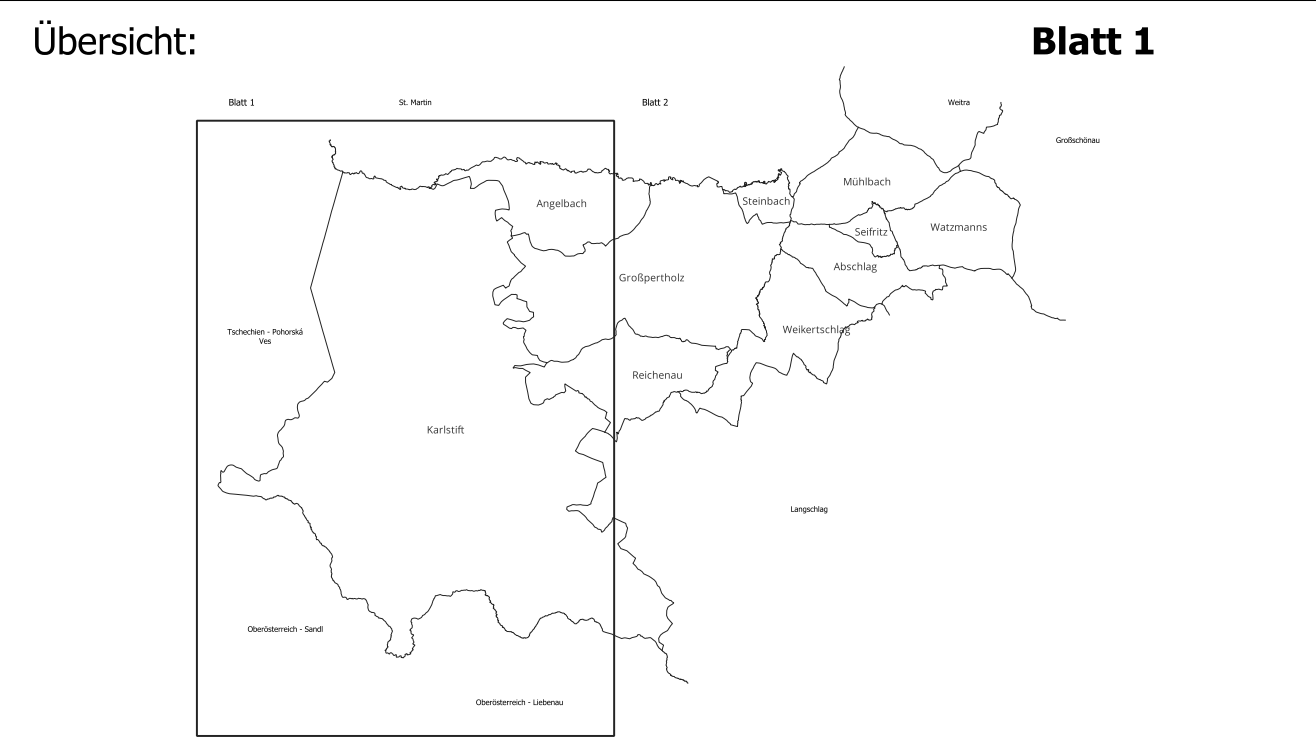 Übersicht:
Blatt 1
Blatt 1
St. Martin
Blatt 2
Weitra
Großschönau
Mühlbach
Angelbach
Steinbach
Seifritz
Watzmanns
Abschlag
Großpertholz
Tschechien - Pohorská
Ves
Weikertschlag
Reichenau
Karlstift
Langschlag
Oberösterreich - Sandl
Oberösterreich - Liebenau